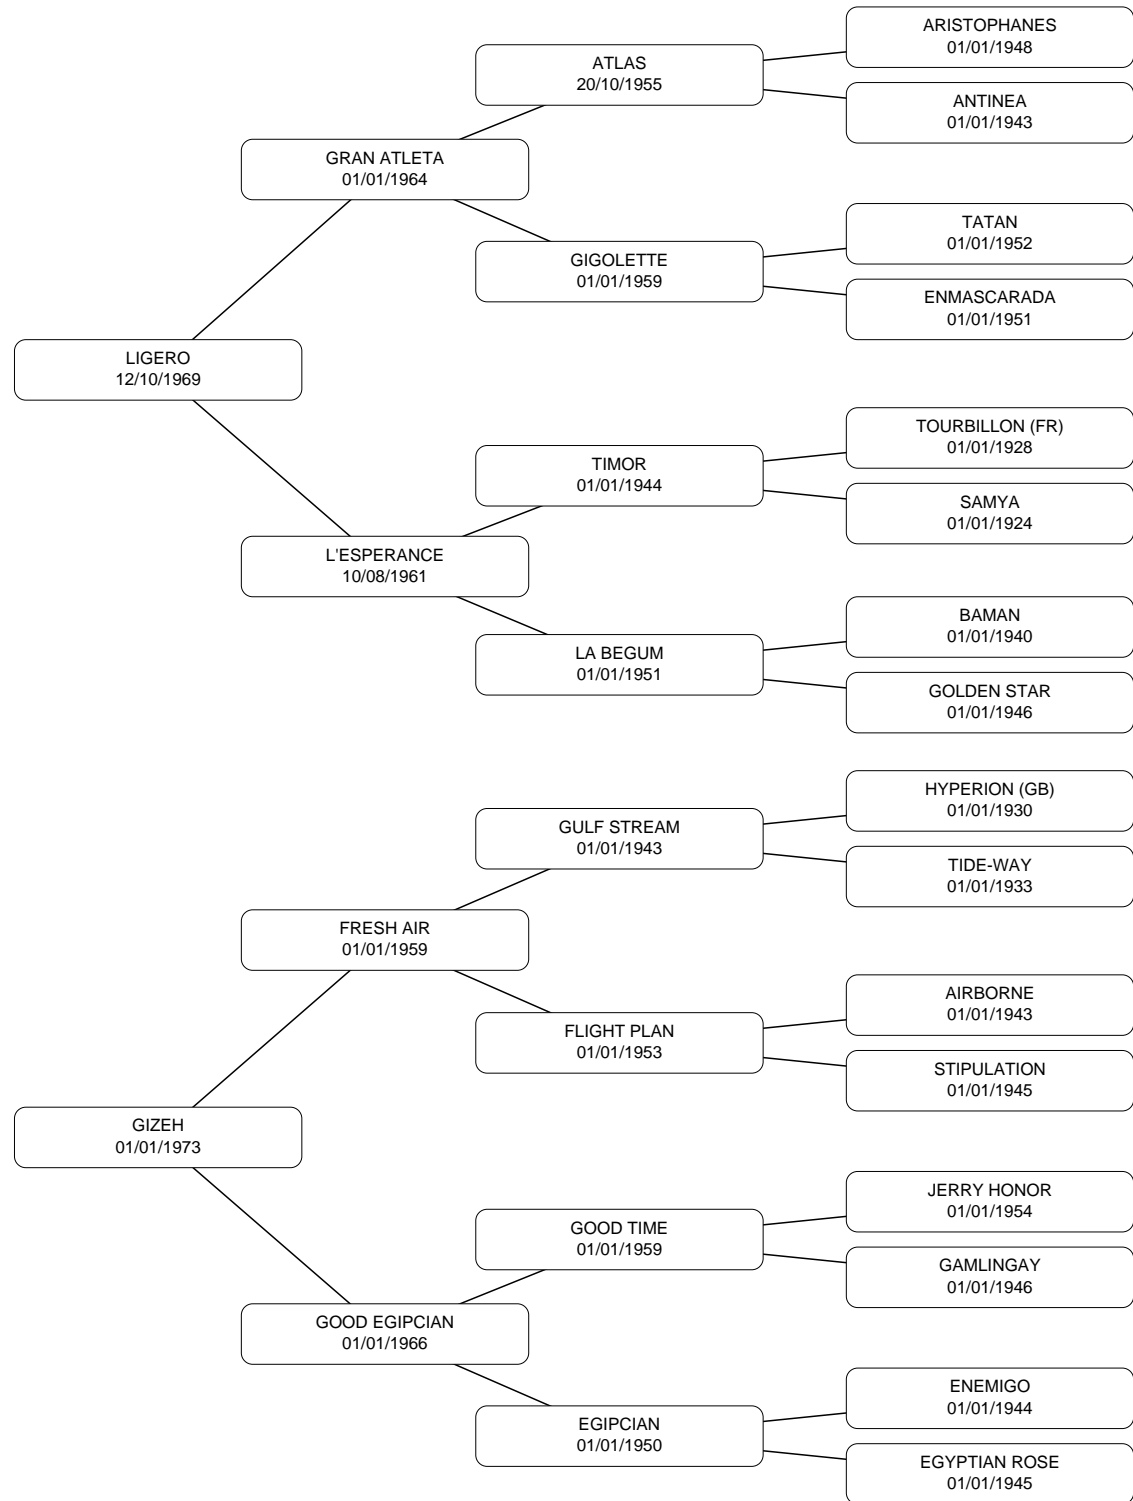 ARISTOPHANES
01/01/1948
ATLAS
20/10/1955
ANTINEA
01/01/1943
GRAN ATLETA
01/01/1964
TATAN
01/01/1952
GIGOLETTE
01/01/1959
ENMASCARADA
01/01/1951
LIGERO
12/10/1969
TOURBILLON (FR)
01/01/1928
TIMOR
01/01/1944
SAMYA
01/01/1924
L'ESPERANCE
10/08/1961
BAMAN
01/01/1940
LA BEGUM
01/01/1951
GOLDEN STAR
01/01/1946
HYPERION (GB)
01/01/1930
GULF STREAM
01/01/1943
TIDE-WAY
01/01/1933
FRESH AIR
01/01/1959
AIRBORNE
01/01/1943
FLIGHT PLAN
01/01/1953
STIPULATION
01/01/1945
GIZEH
01/01/1973
JERRY HONOR
01/01/1954
GOOD TIME
01/01/1959
GAMLINGAY
01/01/1946
GOOD EGIPCIAN
01/01/1966
ENEMIGO
01/01/1944
EGIPCIAN
01/01/1950
EGYPTIAN ROSE
01/01/1945